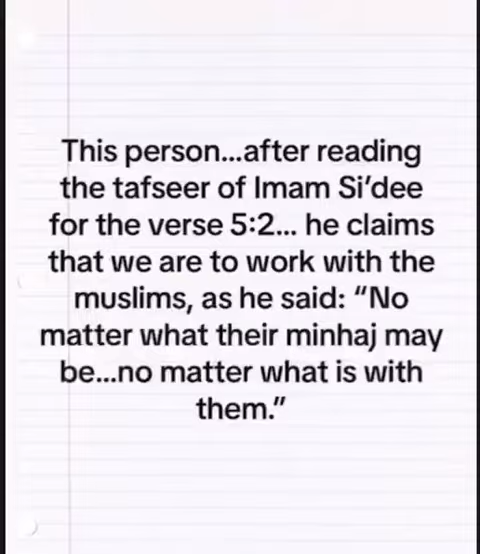 This person...after reading
the tafseer of Imam Si’dee
for the verse 5:2... he claims
that we are to work with the
muslims, as he said: “No
matter what their minhaj may
be...no matter what is with
them.”